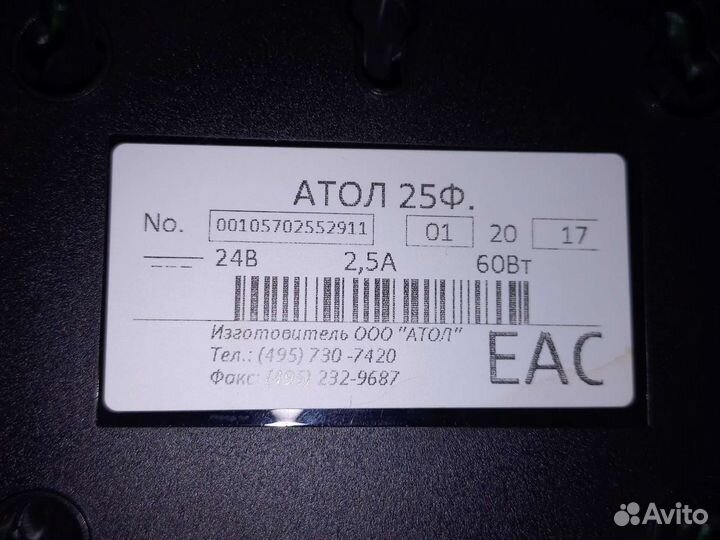 АТОЛ 25Ф.
No. 00105702552911 01 20 17
24В 2,5А 60Вт
Изготовитель ООО "АТОЛ"
Тел.: (495) 730 -7420
Факс: (495) 232-9687
EAC
Avito